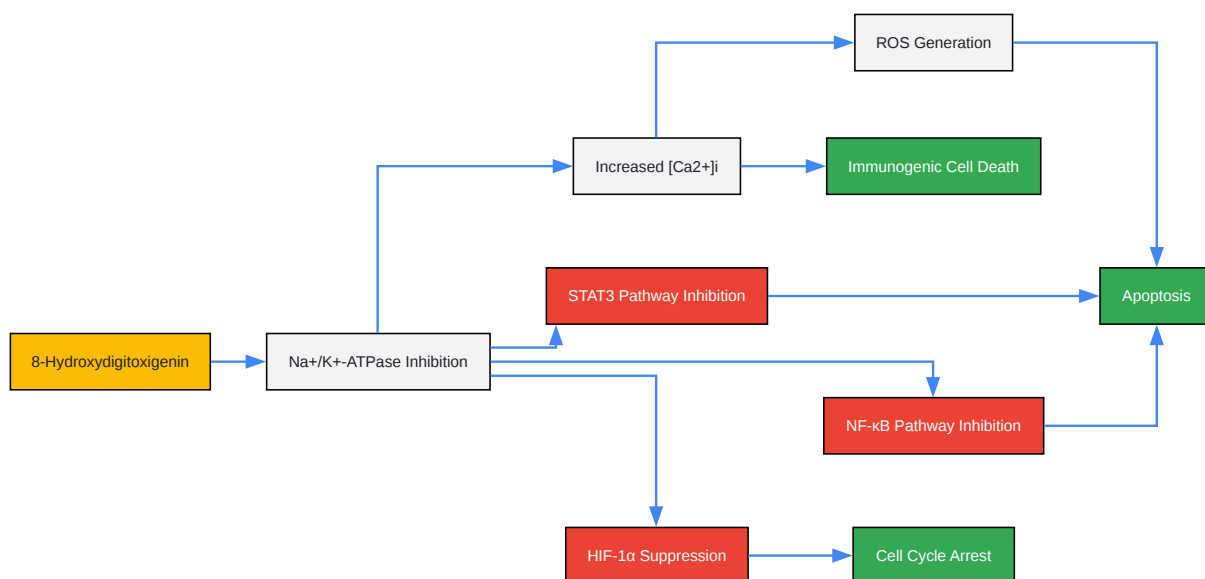 ROS Generation
Increased [Ca2+]i
Immunogenic Cell Death
STAT3 Pathway Inhibition
Apoptosis
8-Hydroxydigitoxigenin
Na+/K+-ATPase Inhibition
NF-κB Pathway Inhibition
HIF-1α Suppression
Cell Cycle Arrest